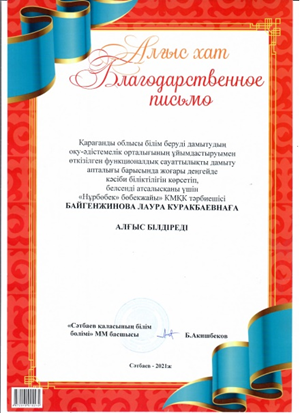 Алғыс хат
Благодарственное
письмо
Қарағанды облысы білім беруді дамытудың
оқу-әдістемелік орталығының ұйымдастыруымен
өткізілген функционалдық сауаттылықты дамыту
апталығы барысында жоғары деңгейде
кәсіби біліктілігін көрсетіп,
белсенді атсалысқаны үшін
«Нұрбөбек» бөбекжайы» КМҚК тәрбиешісі
БАЙГЕНЖИНОВА ЛАУРА КУРАКБАЕВНАҒА
АЛҒЫС БІЛДІРЕДІ
«Сәтбаев қаласының білім
бөлімі» ММ басшысы
Б.Акишбеков
Сәтбаев - 2021ж